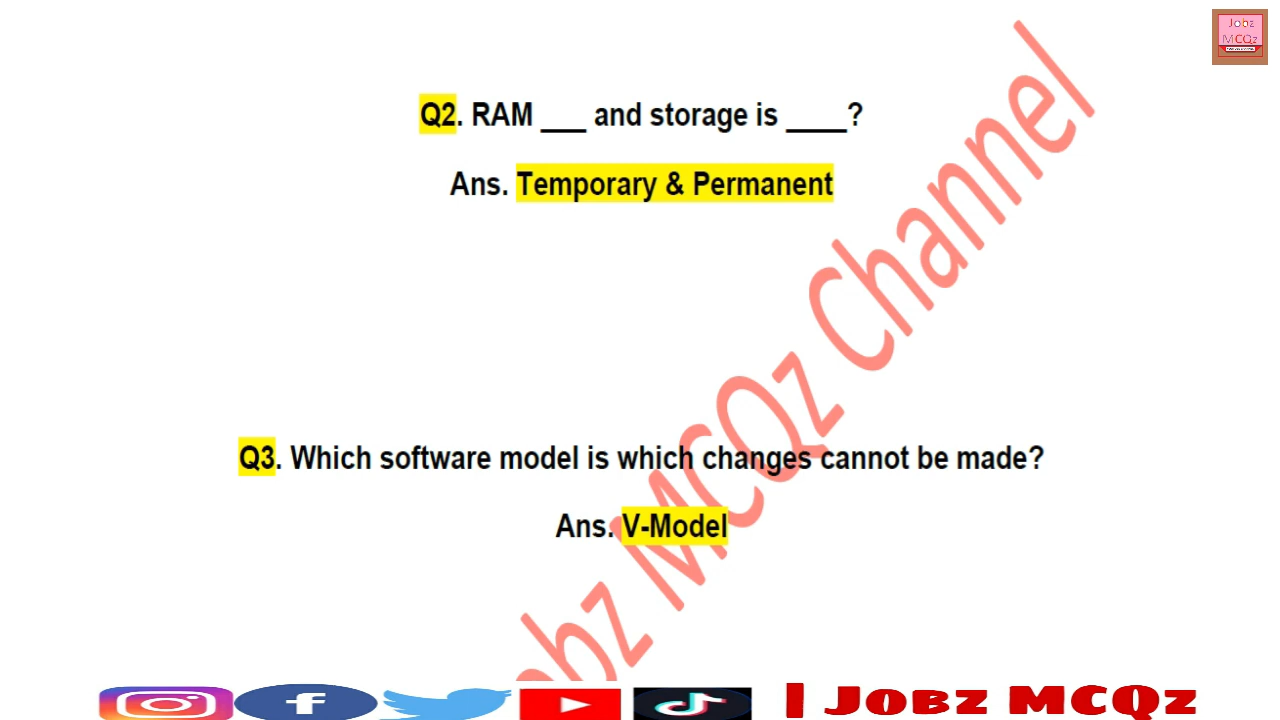 Jobz
MCQz
Q2. RAM ___ and storage is ____?
Ans. Temporary & Permanent
Q3. Which software model is which changes cannot be made?
Ans. V-Model
obz MCQz Channel
| Jobz MCQz